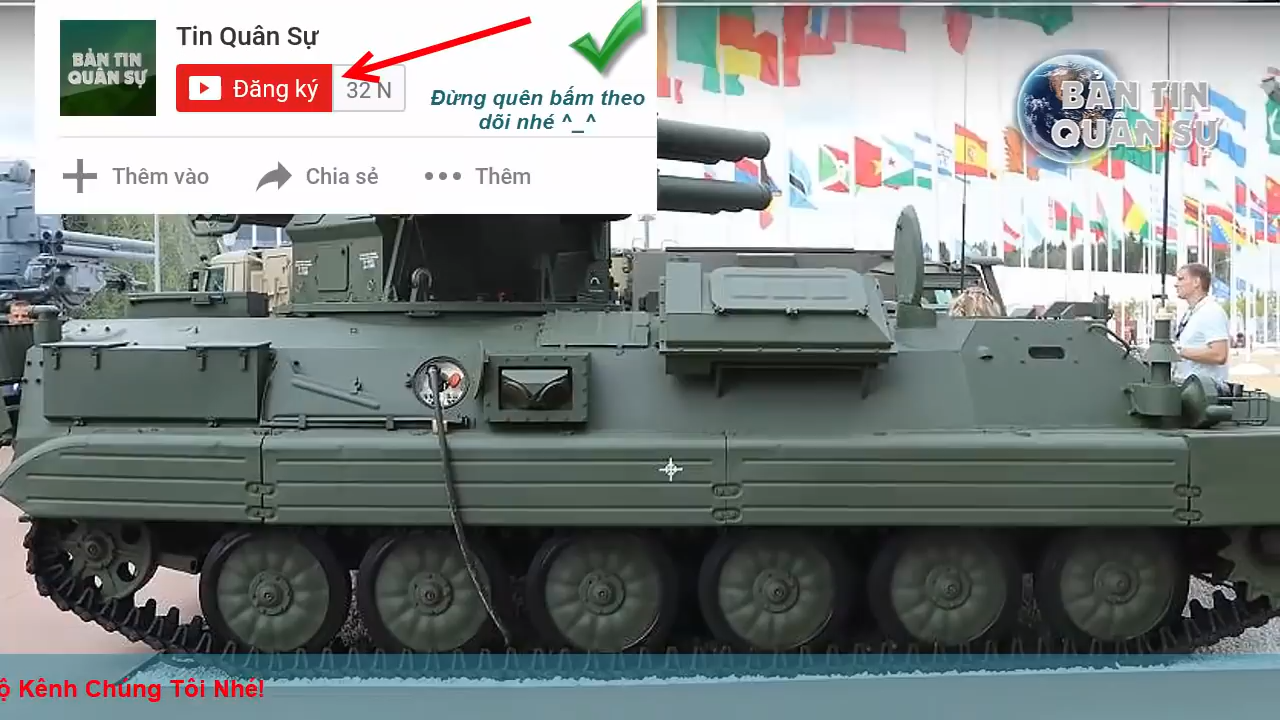 BẢN TIN
QUÂN SỰ
Tin Quân Sự
Đăng ký
32 N
Đừng quên bấm theo
dõi nhé ^_^
Thêm vào
Chia sẻ
Thêm
BẢN TIN
QUÂN SỰ
ộ Kênh Chúng Tôi Nhé!